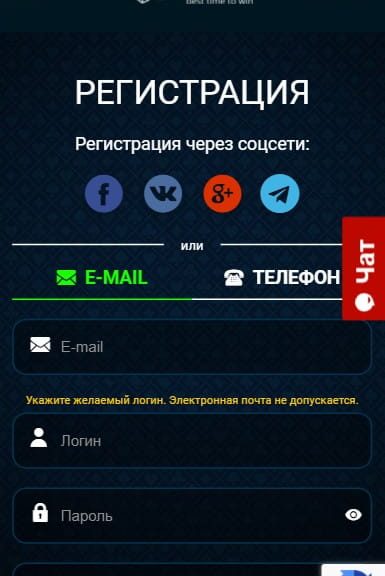 best time to win
РЕГИСТРАЦИЯ
Регистрация через соцсети:
или
E-MAIL
ТЕЛЕФОН
Чат
E-mail
Укажите желаемый логин. Электронная почта не допускается.
Логин
Пароль